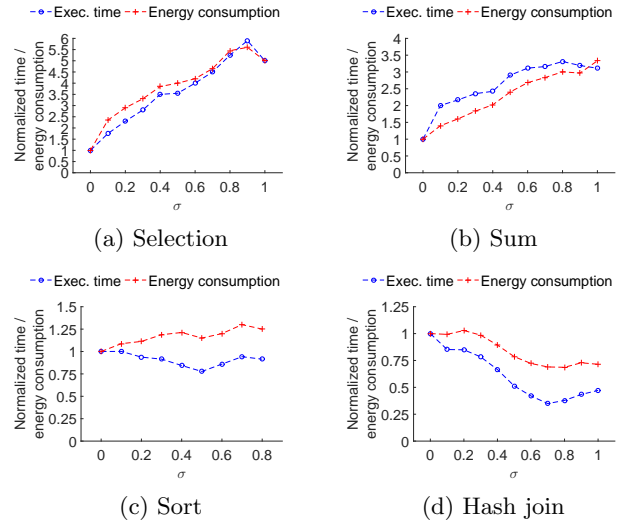 Exec. time Energy consumption
Normalized time /
energy consumption
6
5.5
5
4.5
4
3.5
3
2.5
2
1.5
1
0.5
0
0 0.2 0.4 0.6 0.8 1
σ
(a) Selection
Exec. time Energy consumption
Normalized time /
energy consumption
4
3.5
3
2.5
2
1.5
1
0.5
0
0 0.2 0.4 0.6 0.8 1
σ
(b) Sum
Exec. time Energy consumption
Normalized time /
energy consumption
1.5
1.25
1
0.75
0.5
0.25
0
0 0.2 0.4 0.6 0.8
σ
(c) Sort
Exec. time Energy consumption
Normalized time /
energy consumption
1.25
1
0.75
0.5
0.25
0
0 0.2 0.4 0.6 0.8 1
σ
(d) Hash join